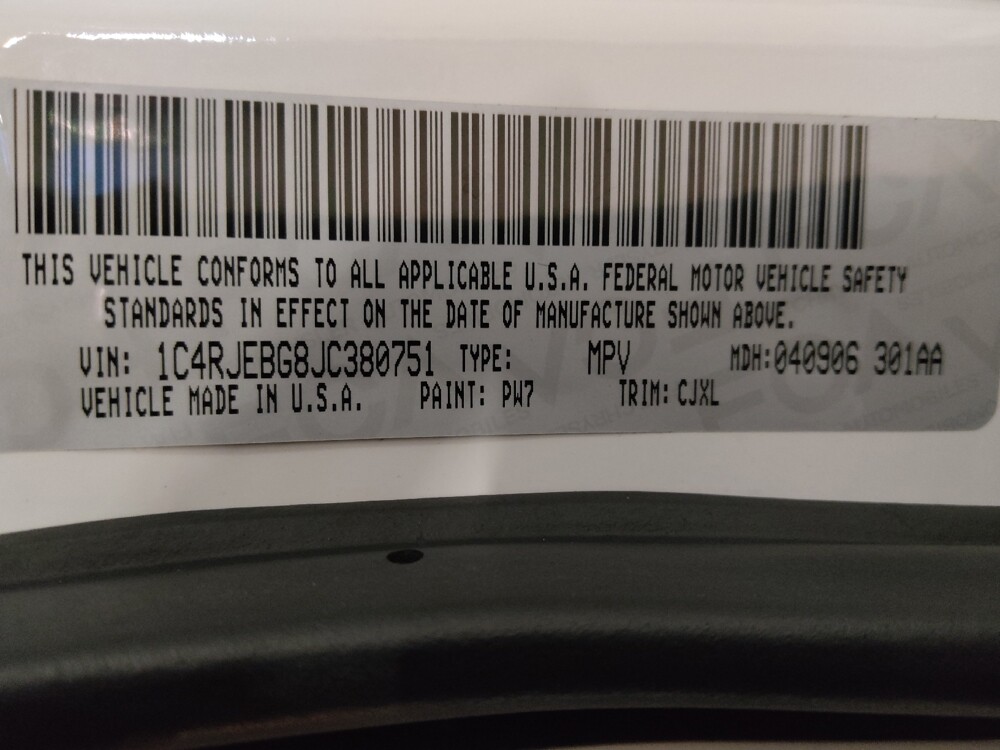 THIS VEHICLE CONFORMS TO ALL APPLICABLE U.S.A. FEDERAL MOTOR VEHICLE SAFETY
STANDARDS IN EFFECT ON THE DATE OF MANUFACTURE SHOWN ABOVE.
VIN: 1C4RJEBG8JC380751 TYPE: MPV MDH:040906 301AA
VEHICLE MADE IN U.S.A. PAINT: PW7 TRIM: CJXL